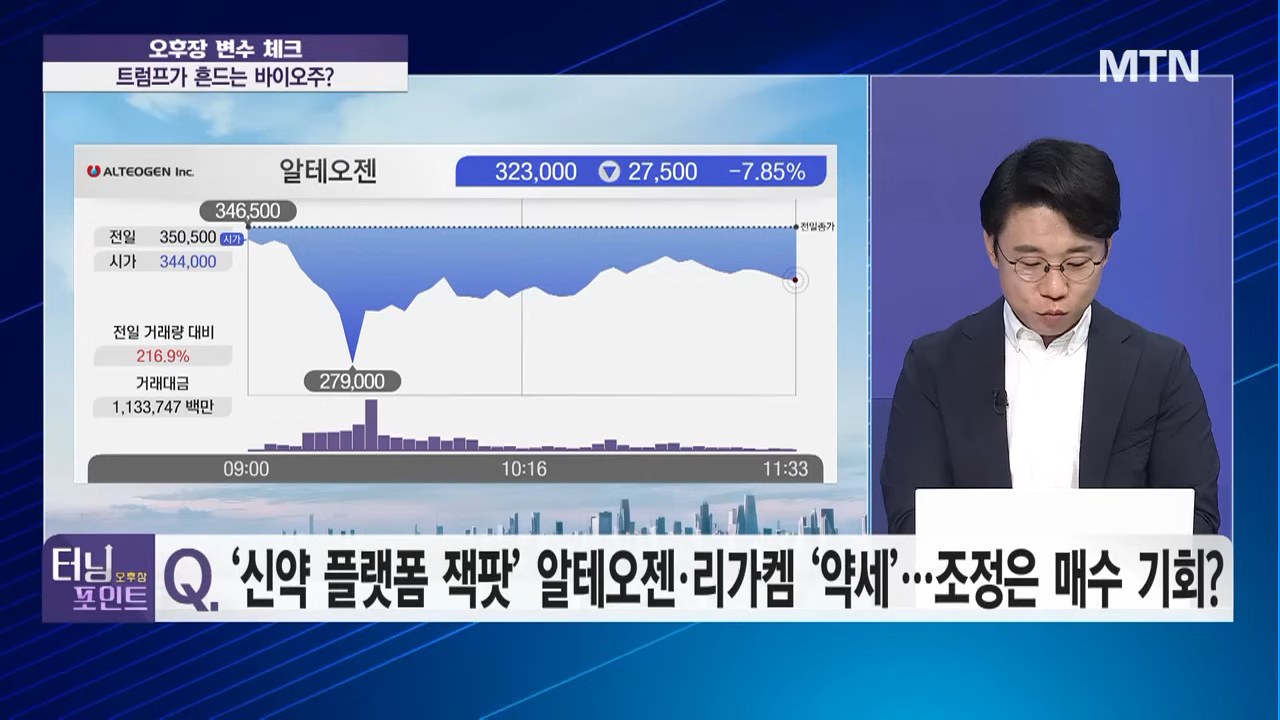 오후장 변수 체크
트럼프가 흔드는 바이오주?
MTN
ALTEOGEN Inc.
알테오젠
323,000 ▼ 27,500 -7.85%
346,500
전일종가
전일 350,500
시가
시가 344,000
전일 거래량 대비
216.9%
거래대금
1,133,747 백만
279,000
09:00 10:16 11:33
터닝
오후장
포인트
Q. ‘신약 플랫폼 잭팟’ 알테오젠·리가켐 ‘약세’…조정은 매수 기회?